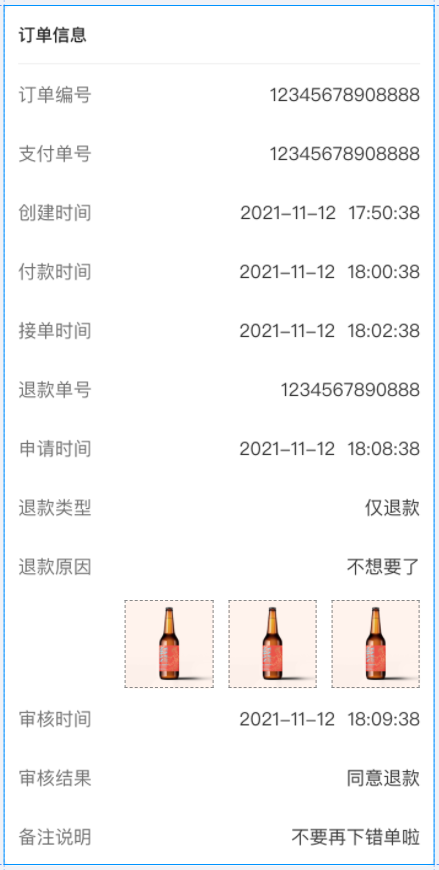 订单信息
订单编号 12345678908888
支付单号 12345678908888
创建时间 2021-11-12 17:50:38
付款时间 2021-11-12 18:00:38
接单时间 2021-11-12 18:02:38
退款单号 1234567890888
申请时间 2021-11-12 18:08:38
退款类型 仅退款
退款原因 不想要了
审核时间 2021-11-12 18:09:38
审核结果 同意退款
备注说明 不要再下错单啦